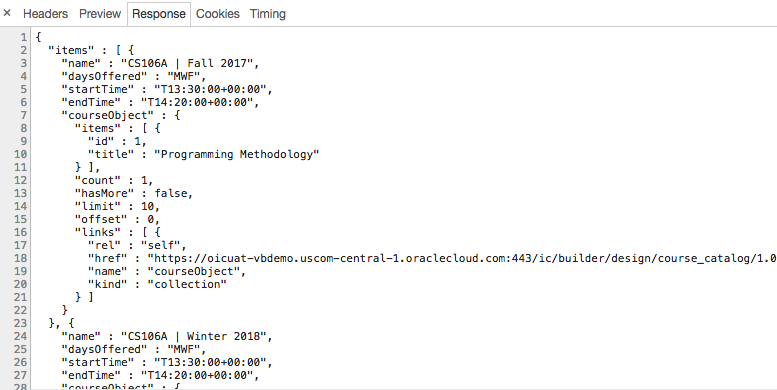 × Headers Preview Response Cookies Timing
1 {
2 "items" : [ {
3 "name" : "CS106A | Fall 2017",
4 "daysOffered" : "MWF",
5 "startTime" : "T13:30:00+00:00",
6 "endTime" : "T14:20:00+00:00",
7 "courseObject" : {
8 "items" : [ {
9 "id" : 1,
10 "title" : "Programming Methodology"
11 } ],
12 "count" : 1,
13 "hasMore" : false,
14 "limit" : 10,
15 "offset" : 0,
16 "links" : [ {
17 "rel" : "self",
18 "href" : "https://oicuat-vbdemo.uscom-central-1.oraclecloud.com:443/ic/builder/design/course_catalog/1.0
19 "name" : "courseObject",
20 "kind" : "collection"
21 } ]
22 }
23 }, {
24 "name" : "CS106A | Winter 2018",
25 "daysOffered" : "MWF",
26 "startTime" : "T13:30:00+00:00",
27 "endTime" : "T14:20:00+00:00",
28 "courseObject" : {